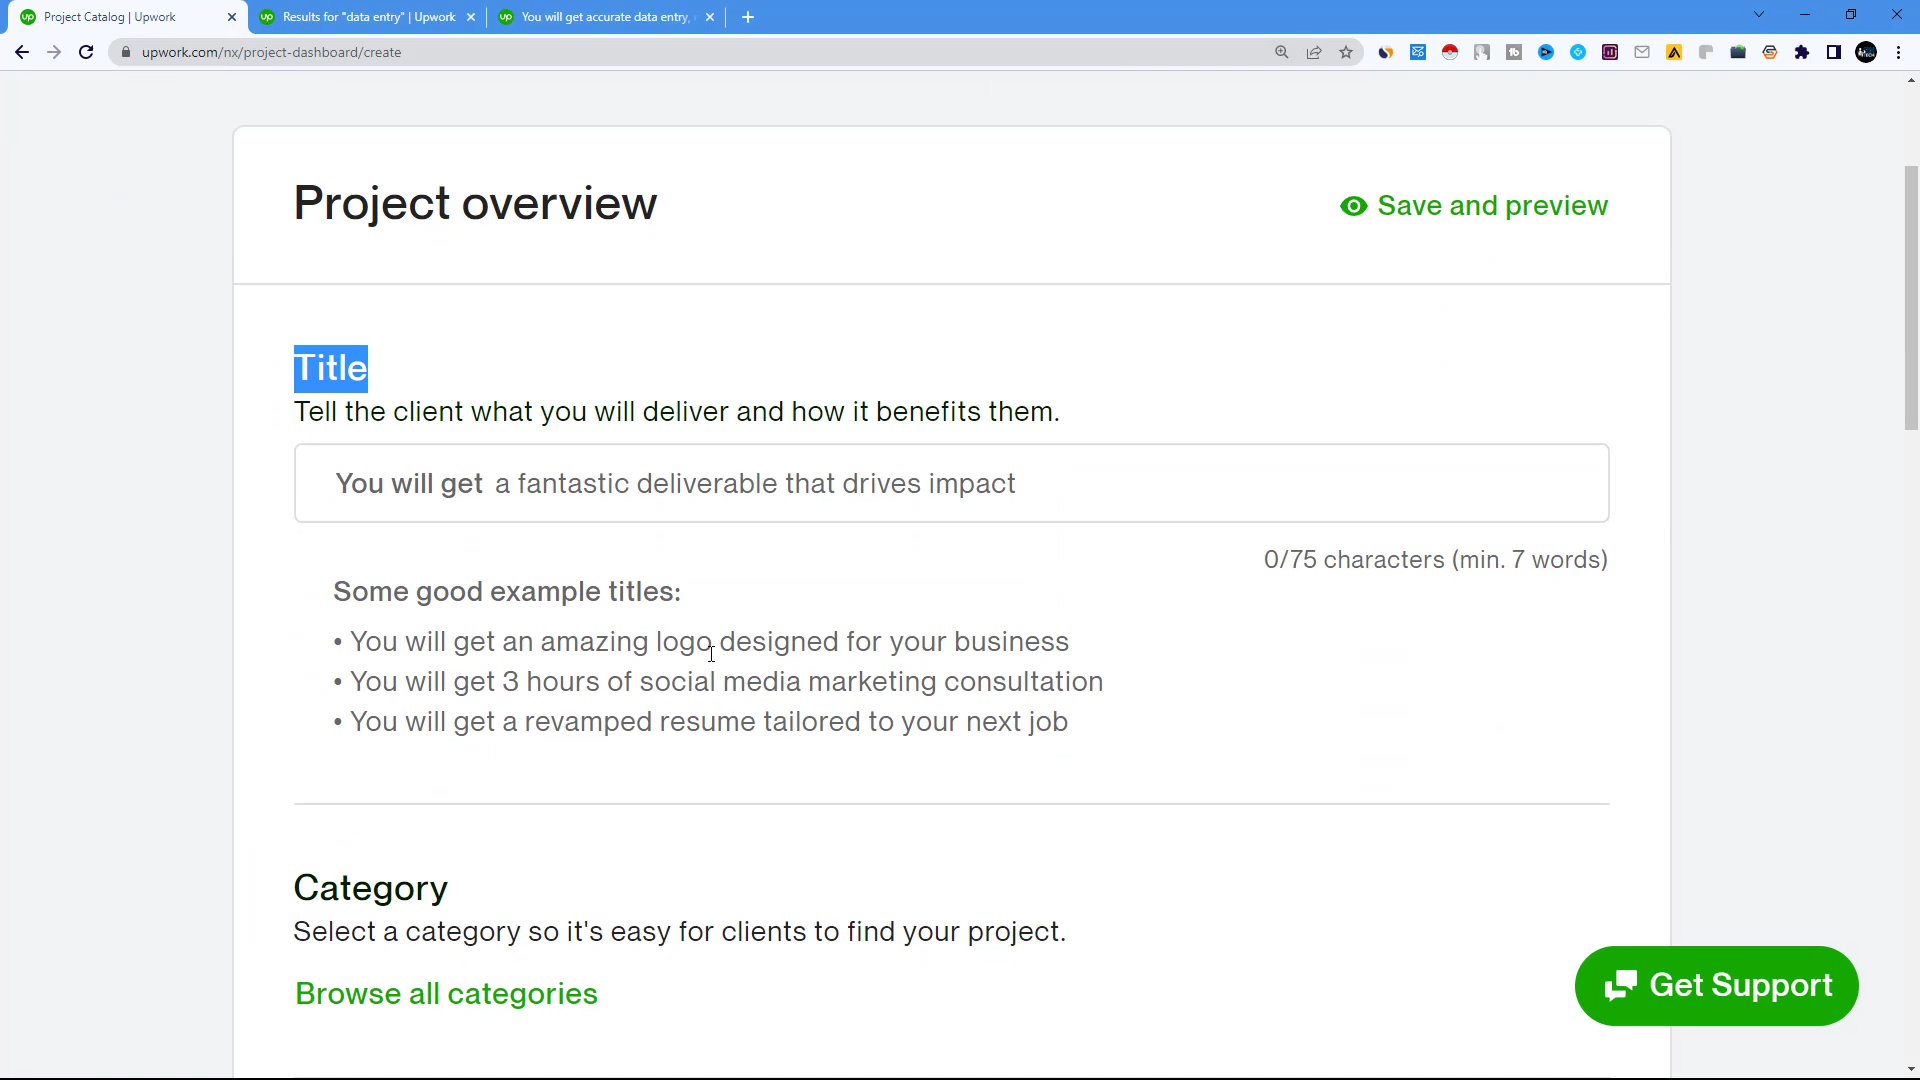 Project Catalog | Upwork
Results for "data entry" | Upwork
You will get accurate data entry,
upwork.com/nx/project-dashboard/create
Project overview
Save and preview
Title
Tell the client what you will deliver and how it benefits them.
You will get a fantastic deliverable that drives impact
0/75 characters (min. 7 words)
Some good example titles:
• You will get an amazing logo designed for your business
• You will get 3 hours of social media marketing consultation
• You will get a revamped resume tailored to your next job
Category
Select a category so it's easy for clients to find your project.
Browse all categories
Get Support